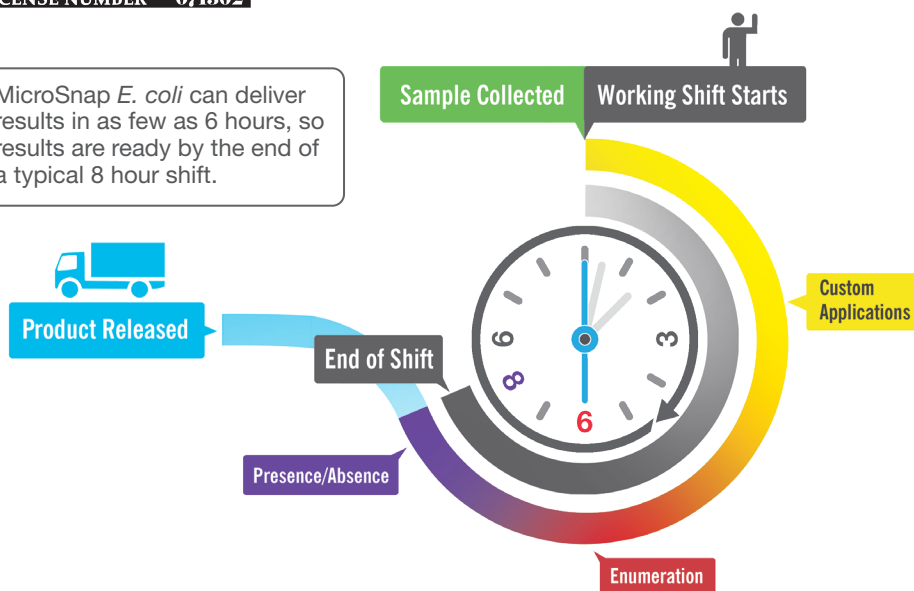 NUMBER
MicroSnap E. coli can deliver
results in as few as 6 hours, so
results are ready by the end of
a typical 8 hour shift.
Sample Collected
Working Shift Starts
Custom
Applications
Product Released
End of Shift
9
3
8
6
Presence/Absence
Enumeration